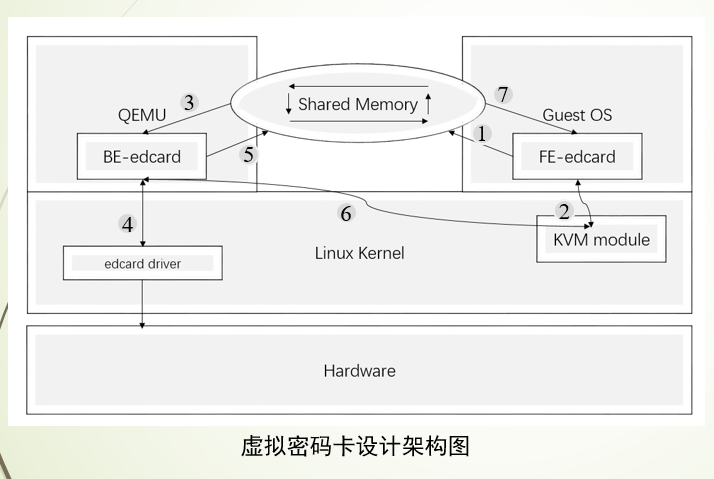 3
QEMU
BE-edcard
5
Shared Memory
7
Guest OS
1
FE-edcard
4
6
2
KVM module
edcard driver
Linux Kernel
Hardware
虚拟密码卡设计架构图